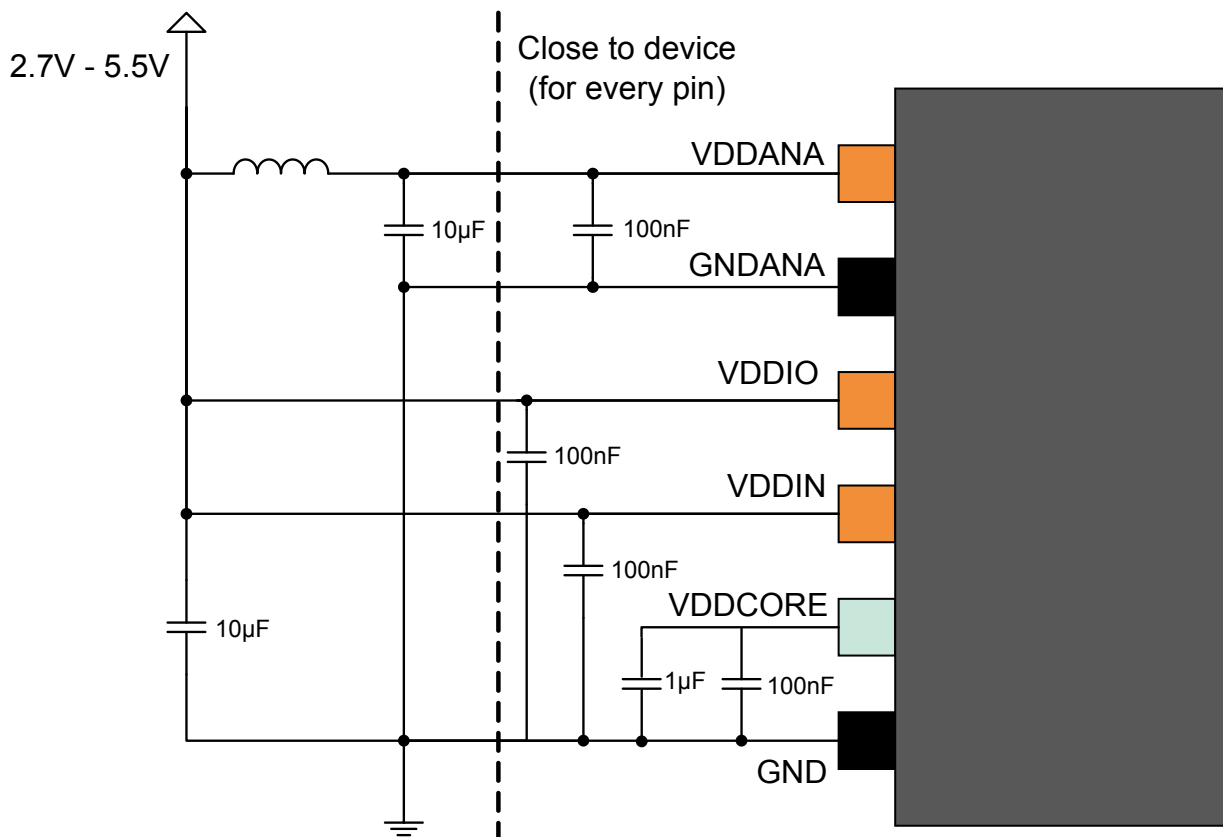 2.7V - 5.5V
Close to device
(for every pin)
VDDANA
10µF
100nF
GNDANA
VDDIO
100nF
VDDIN
100nF
VDDCORE
10µF
1µF
100nF
GND